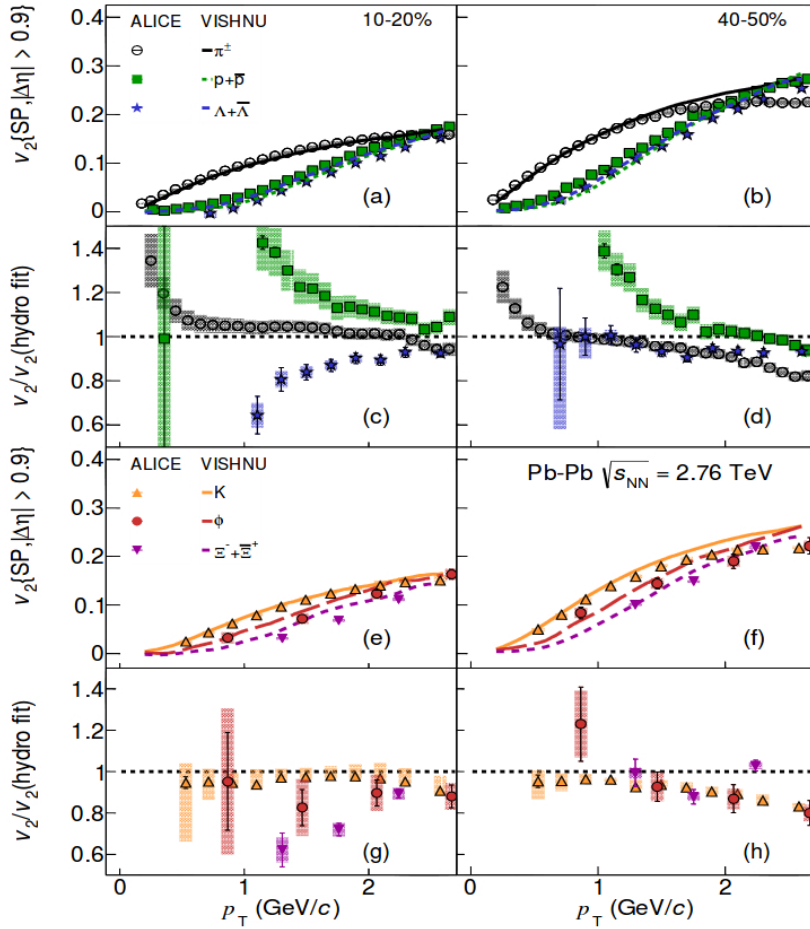 ALICE VISHNU 10-20%
π±
p+p̅
Λ+Λ̅
v₂{SP,|Δη| > 0.9}
0.4
0.3
0.2
0.1
0
(a)
40-50%
(b)
v₂/v₂(hydro fit)
1.4
1.2
1
0.8
0.6
(c)
(d)
ALICE VISHNU
K
ϕ
Ξ⁻+Ξ̅⁺
v₂{SP,|Δη| > 0.9}
0.4
0.3
0.2
0.1
0
(e)
Pb-Pb √sNN = 2.76 TeV
(f)
v₂/v₂(hydro fit)
1.4
1.2
1
0.8
0.6
(g)
(h)
0 1 2
p_T (GeV/c)
0 1 2
p_T (GeV/c)